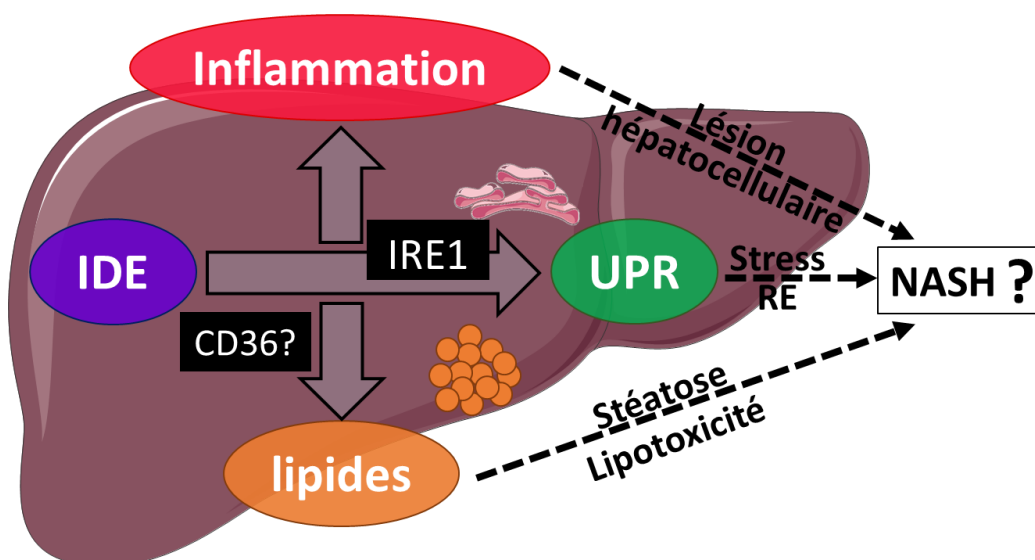 Inflammation
Lésion
hépatocellulaire
IDE
IRE1
UPR
Stress
RE
NASH ?
CD36?
Stéatose
Lipotoxicité
lipides